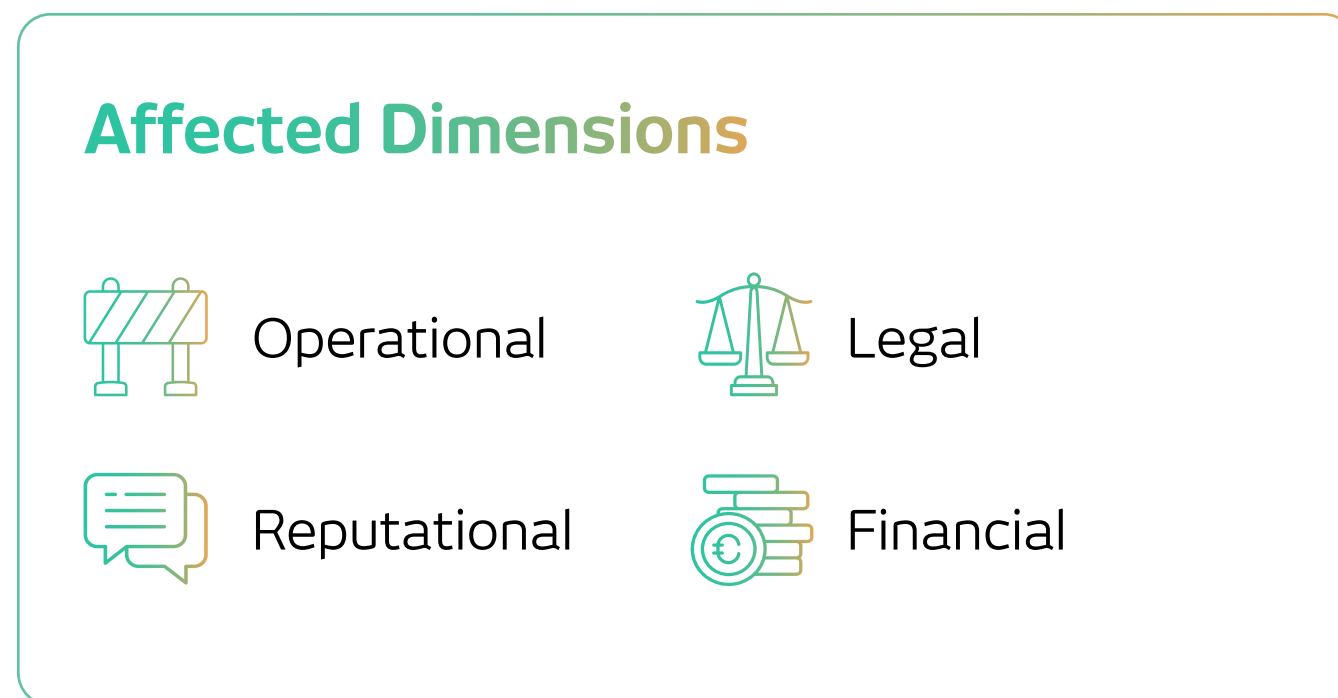 Affected Dimensions
Operational
Legal
Reputational
Financial